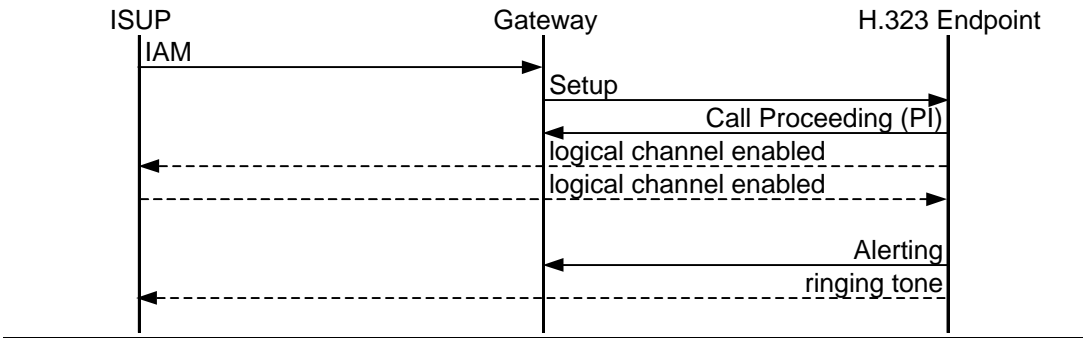 ISUP Gateway H.323 Endpoint
IAM
Setup
Call Proceeding (PI)
logical channel enabled
logical channel enabled
Alerting
ringing tone